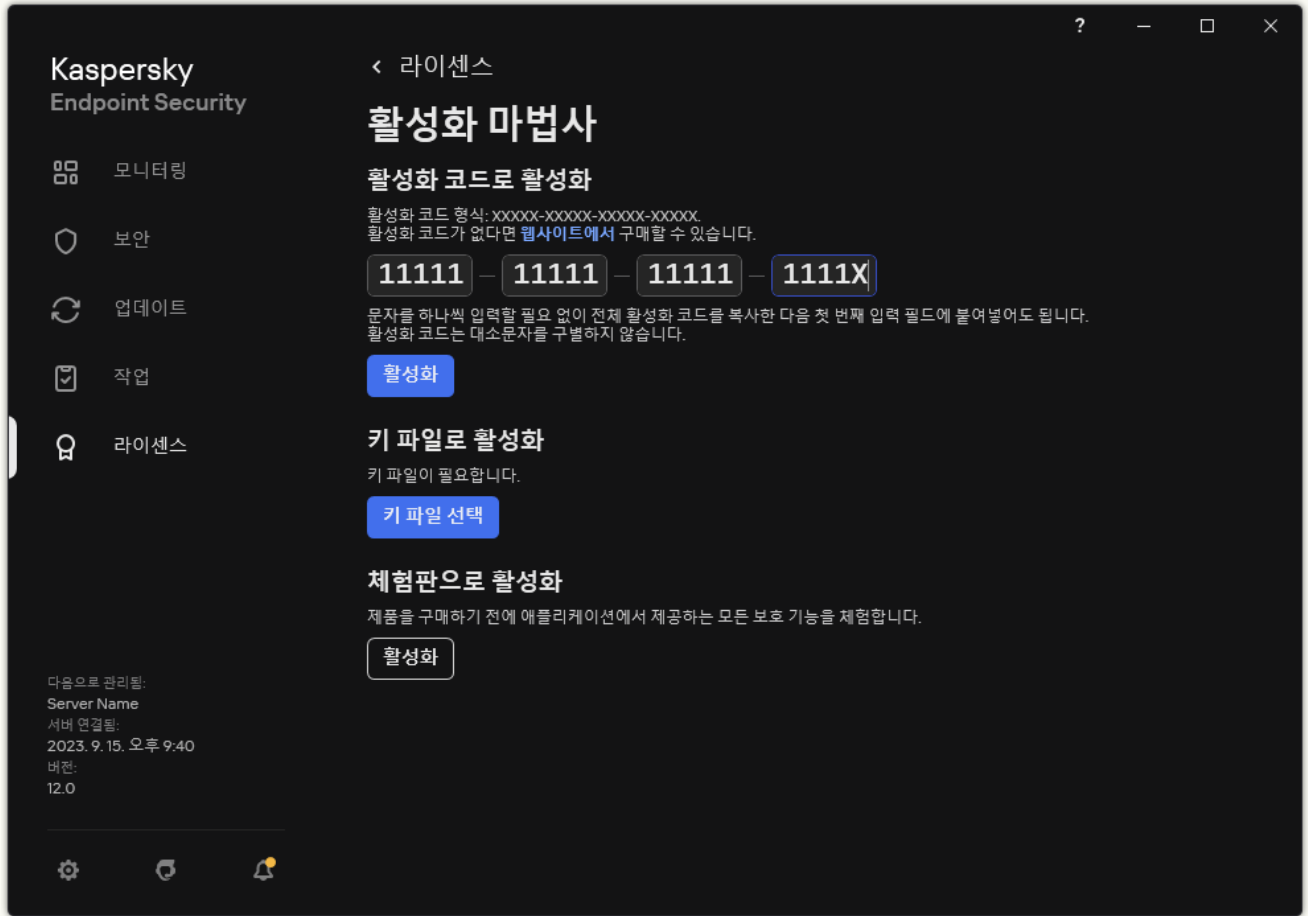 ?
Kaspersky
Endpoint Security
모니터링
보안
업데이트
작업
라이센스
다음으로 관리됨:
Server Name
서버 연결됨:
2023. 9. 15. 오후 9:40
버전:
12.0
라이센스
활성화 마법사
활성화 코드로 활성화
활성화 코드 형식: XXXXX-XXXXX-XXXXX-XXXXX.
활성화 코드가 없다면 웹사이트에서 구매할 수 있습니다.
11111 – 11111 – 11111 – 1111X
문자를 하나씩 입력할 필요 없이 전체 활성화 코드를 복사한 다음 첫 번째 입력 필드에 붙여넣어도 됩니다.
활성화 코드는 대소문자를 구별하지 않습니다.
활성화
키 파일로 활성화
키 파일이 필요합니다.
키 파일 선택
체험판으로 활성화
제품을 구매하기 전에 애플리케이션에서 제공하는 모든 보호 기능을 체험합니다.
활성화